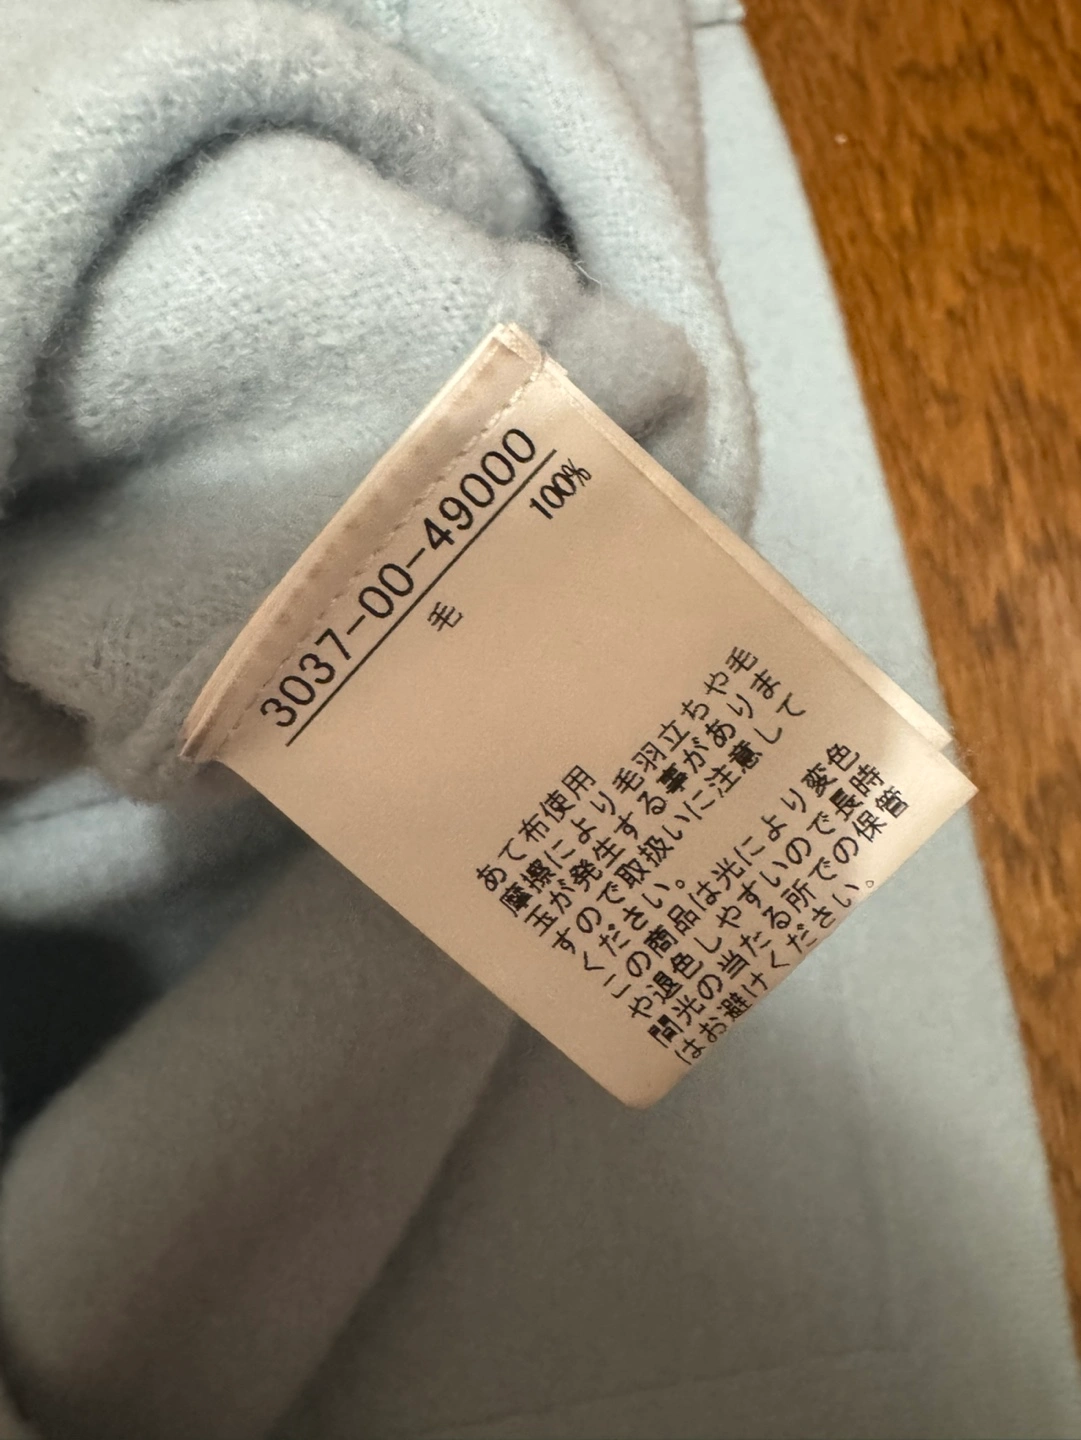 3037-00-49000
毛 100%
あて布使用
摩擦により毛羽立ちや毛
玉が発生する事がありま
すので取扱いに注意して
ください。
この商品は光により変色
や退色しやすいので長時
間光の当たる所での保管
はお避けください。